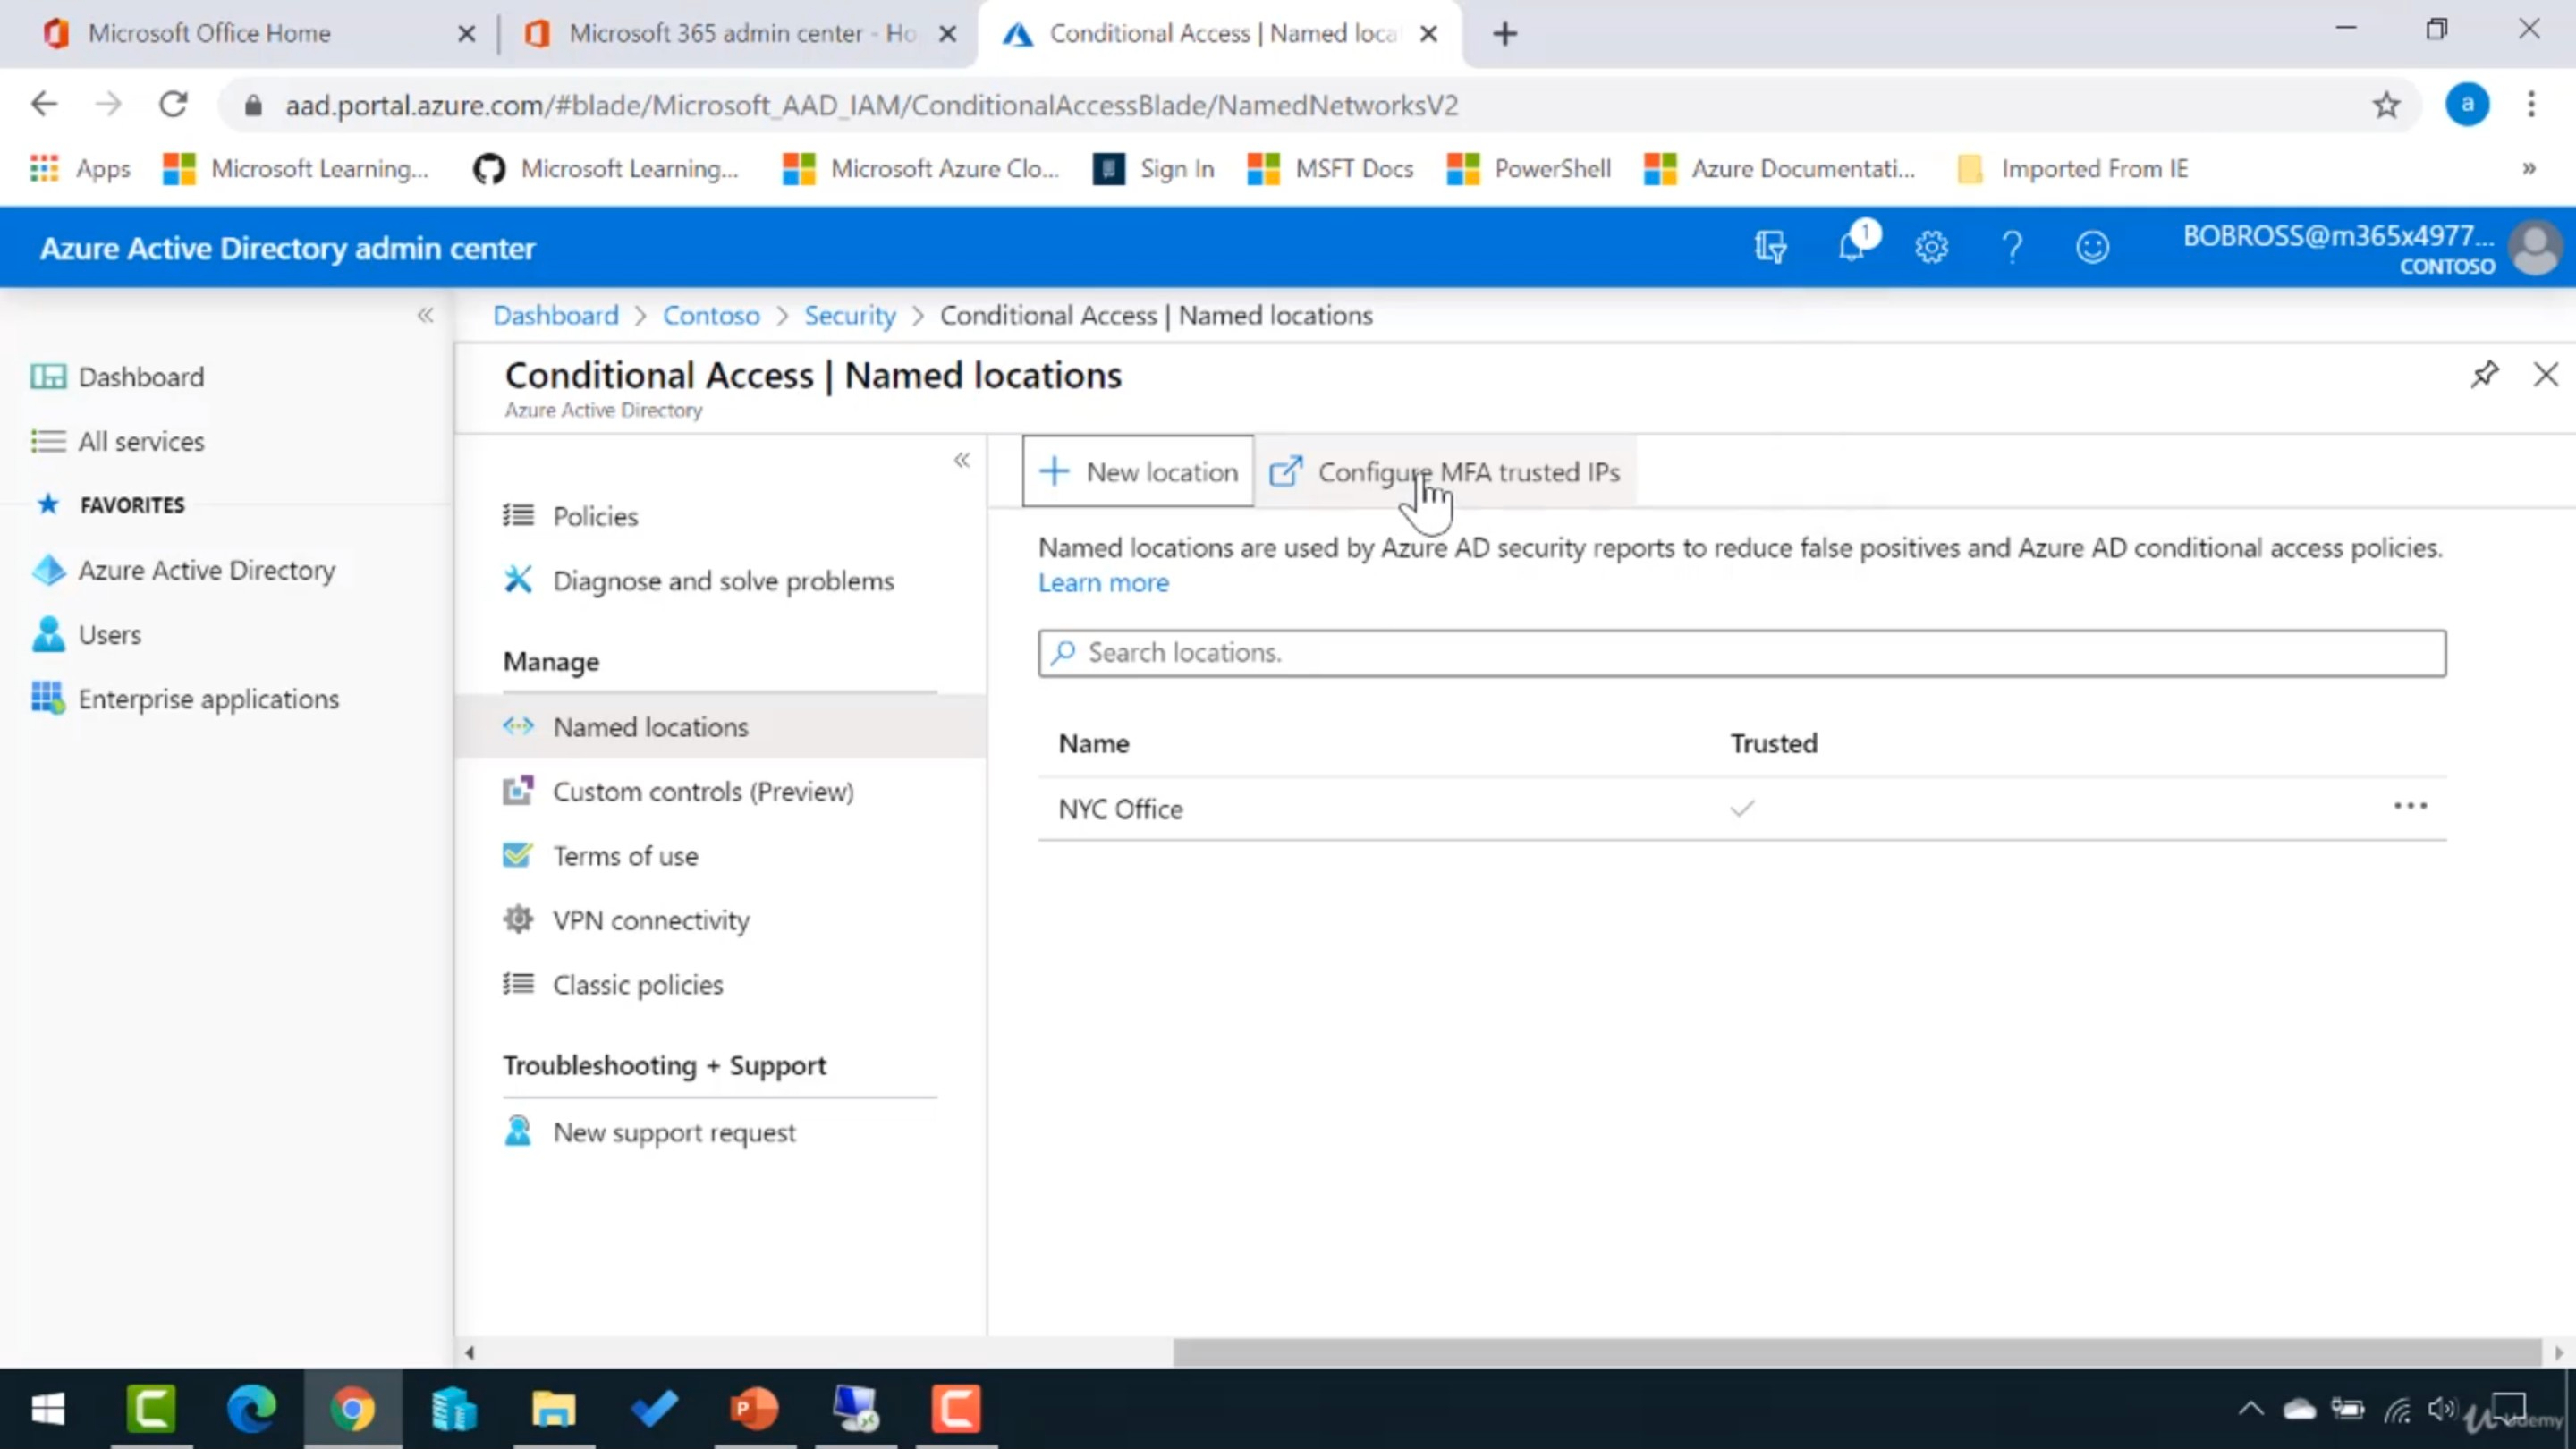 Microsoft Office Home
Microsoft 365 admin center - Ho
Conditional Access | Named loca
aad.portal.azure.com/#blade/Microsoft_AAD_IAM/ConditionalAccessBlade/NamedNetworksV2
a
Apps
Microsoft Learning...
Microsoft Learning...
Microsoft Azure Clo...
Sign In
MSFT Docs
PowerShell
Azure Documentati...
Imported From IE
»
Azure Active Directory admin center
1
BOBROSS@m365x4977...
CONTOSO
Dashboard > Contoso > Security > Conditional Access | Named locations
Dashboard
All services
FAVORITES
Azure Active Directory
Users
Enterprise applications
Conditional Access | Named locations
Azure Active Directory
Policies
Diagnose and solve problems
Manage
Named locations
Custom controls (Preview)
Terms of use
VPN connectivity
Classic policies
Troubleshooting + Support
New support request
New location
Configure MFA trusted IPs
Named locations are used by Azure AD security reports to reduce false positives and Azure AD conditional access policies.
Learn more
Search locations.
Name Trusted
NYC Office
Udemy